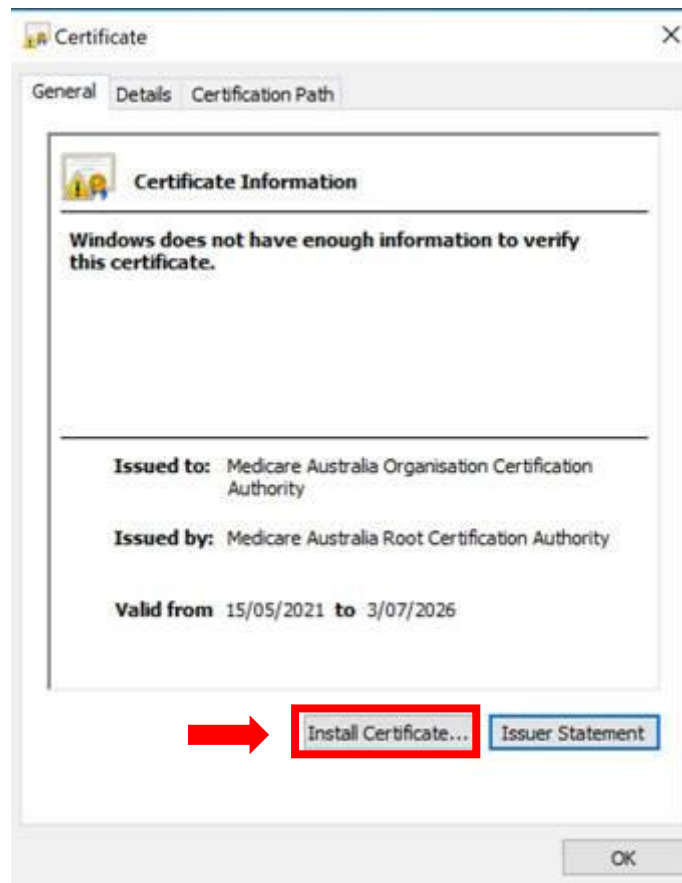 Certificate
General Details Certification Path
Certificate Information
Windows does not have enough information to verify
this certificate.
Issued to: Medicare Australia Organisation Certification
Authority
Issued by: Medicare Australia Root Certification Authority
Valid from 15/05/2021 to 3/07/2026
Install Certificate... Issuer Statement
OK